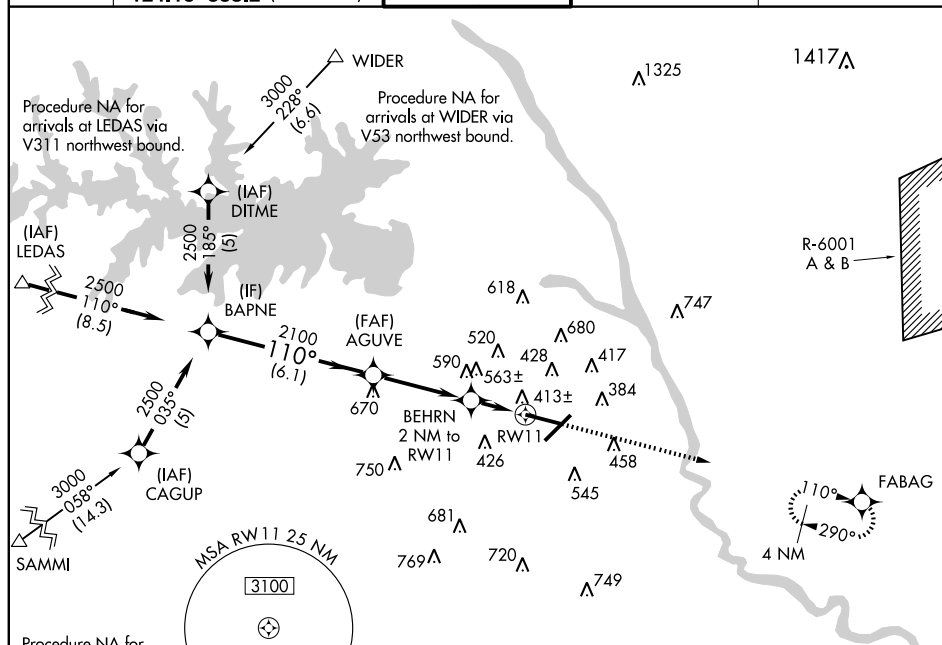 WIDER
1325
1417
3000
228°
(6.6)
Procedure NA for
arrivals at LEDAS via
V311 northwest bound.
Procedure NA for
arrivals at WIDER via
V53 northwest bound.
(IAF)
DITME
2500
185°
(5)
(IAF)
LEDAS
R-6001
A & B
2500
110°
(8.5)
(IF)
BAPNE
618
747
2100
110°
(6.1)
(FAF)
AGUVE
680
520
428
417
590
563±
670
413±
384
2500
035°
(5)
BEHRN
2 NM to
RW11
RW11
426
458
750
545
(IAF)
CAGUP
3000
058°
(14.3)
SAMMI
110°
FABAG
290°
4 NM
681
769
720
749
MSA RW 11 25 NM
3100
Procedure NA for